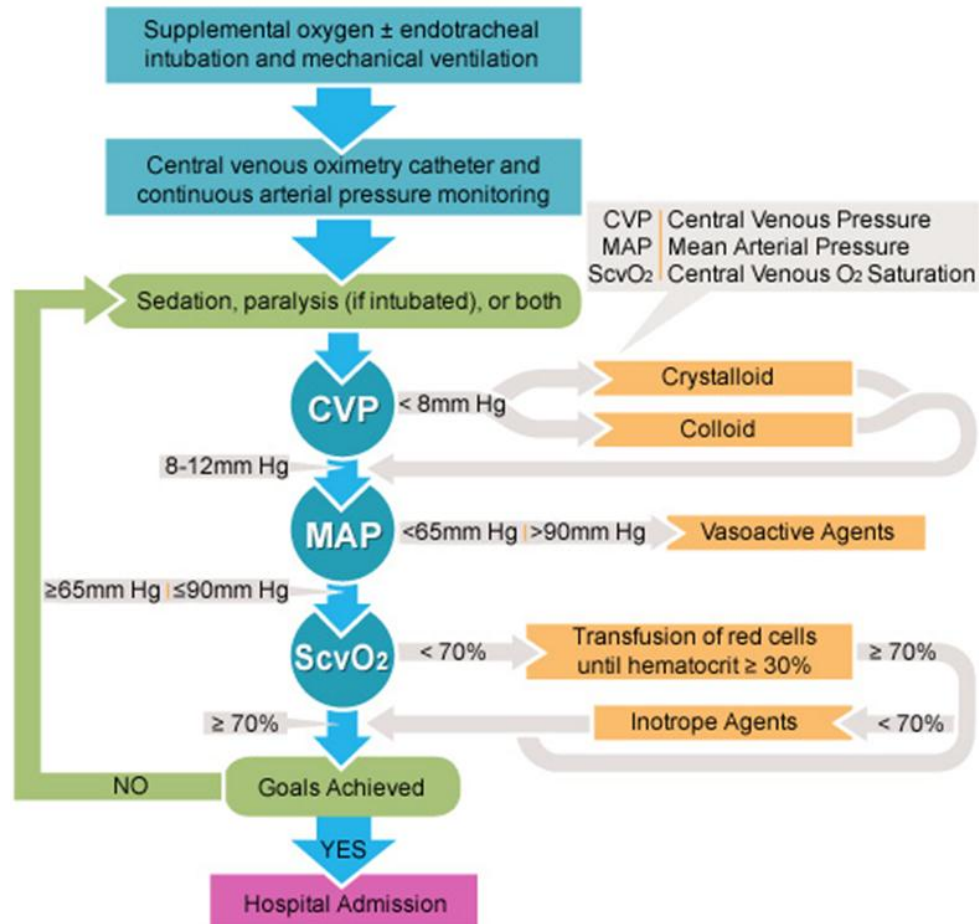 Supplemental oxygen ± endotracheal
intubation and mechanical ventilation
Central venous oximetry catheter and
continuous arterial pressure monitoring
CVP | Central Venous Pressure
MAP | Mean Arterial Pressure
ScvO₂ | Central Venous O₂ Saturation
Sedation, paralysis (if intubated), or both
CVP
< 8mm Hg
Crystalloid
Colloid
8-12mm Hg
MAP
<65mm Hg | >90mm Hg
Vasoactive Agents
≥65mm Hg | ≤90mm Hg
ScvO₂
< 70%
Transfusion of red cells
until hematocrit ≥ 30%
≥ 70%
Inotrope Agents
< 70%
≥ 70%
Goals Achieved
NO
YES
Hospital Admission